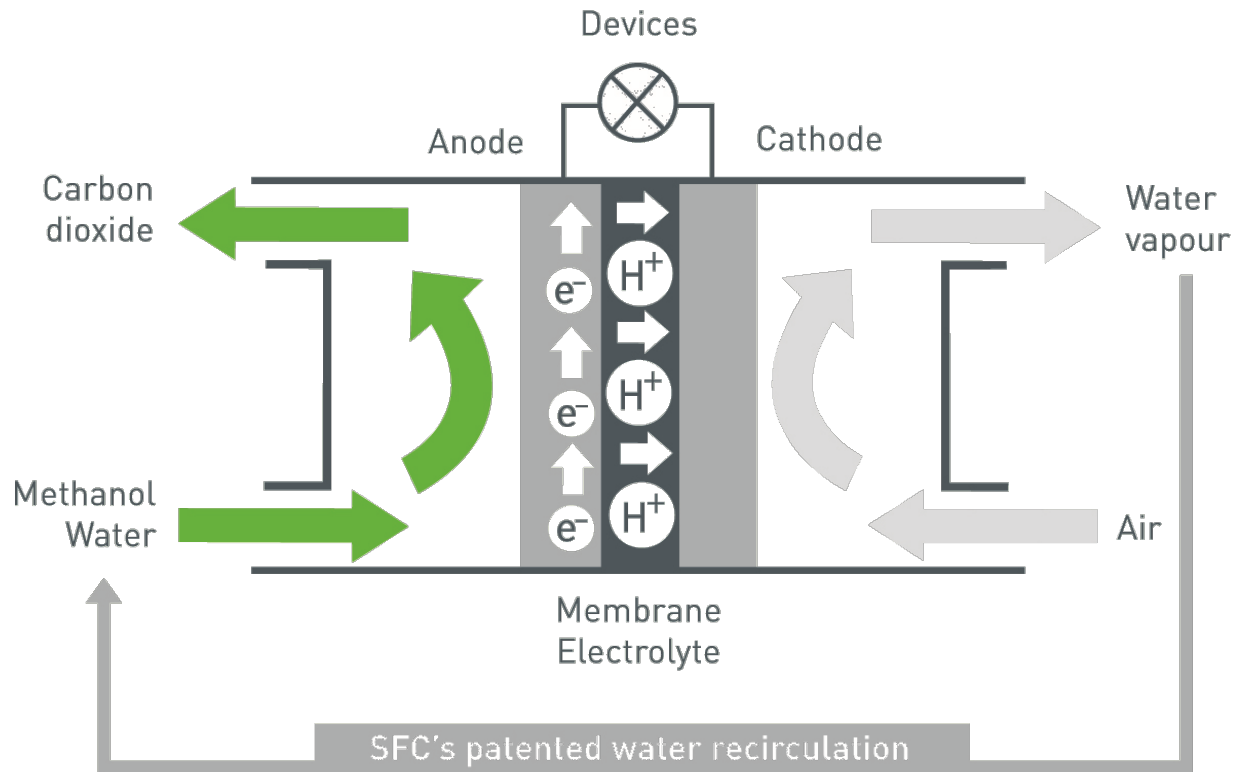 Devices
Anode
Cathode
Carbon
dioxide
Water
vapour
e⁻
H⁺
e⁻
H⁺
e⁻
H⁺
Methanol
Water
Air
Membrane
Electrolyte
SFC's patented water recirculation